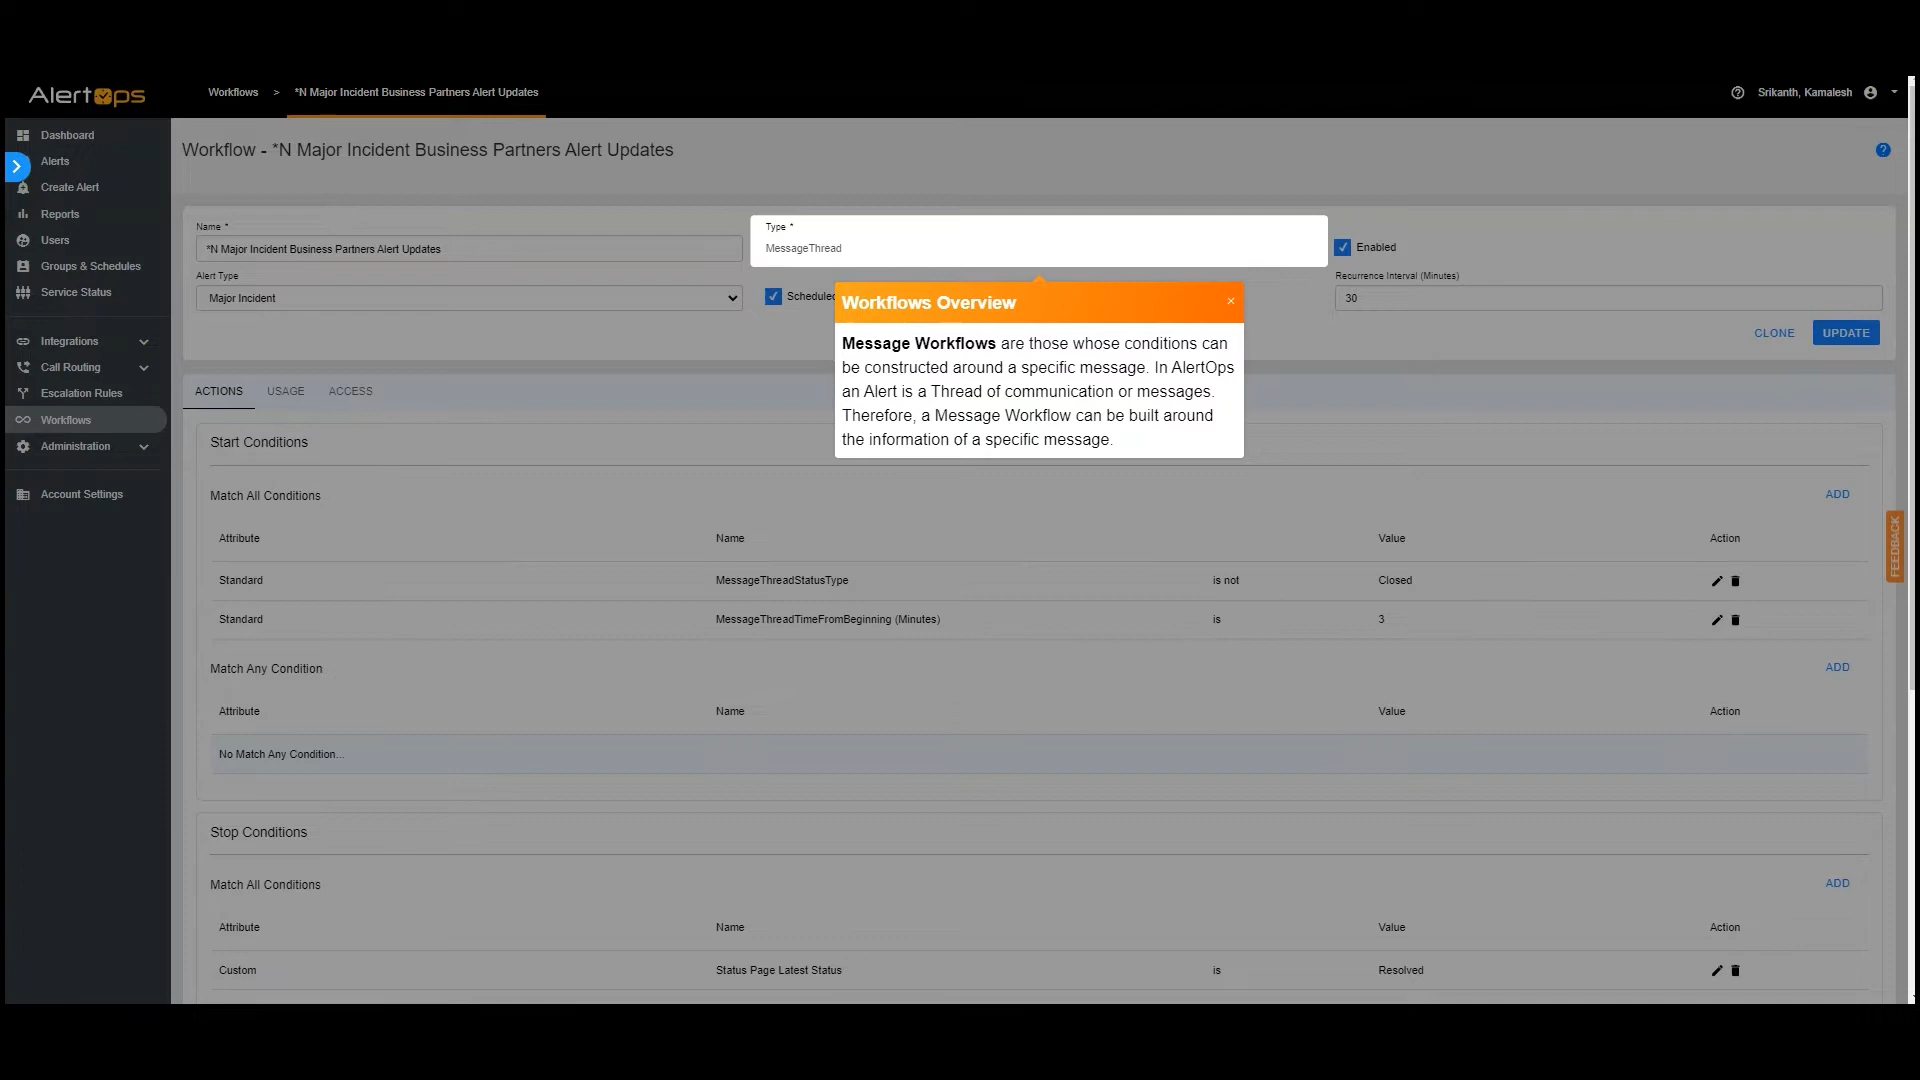 AlertOps
Workflows > *N Major Incident Business Partners Alert Updates
Srikanth, Kamalesh
Dashboard
Alerts
Create Alert
Reports
Users
Groups & Schedules
Service Status
Integrations
Call Routing
Escalation Rules
Workflows
Administration
Account Settings
Workflow - *N Major Incident Business Partners Alert Updates
Name *
*N Major Incident Business Partners Alert Updates
Type *
MessageThread
Enabled
Alert Type
Major Incident
Scheduled
Recurrence Interval (Minutes)
30
CLONE UPDATE
Workflows Overview ×
Message Workflows are those whose conditions can
be constructed around a specific message. In AlertOps
an Alert is a Thread of communication or messages.
Therefore, a Message Workflow can be built around
the information of a specific message.
ACTIONS USAGE ACCESS
Start Conditions
Match All Conditions ADD
Attribute Name Value Action
Standard MessageThreadStatusType is not Closed
Standard MessageThreadTimeFromBeginning (Minutes) is 3
Match Any Condition ADD
Attribute Name Value Action
No Match Any Condition...
Stop Conditions
Match All Conditions ADD
Attribute Name Value Action
Custom Status Page Latest Status is Resolved
FEEDBACK